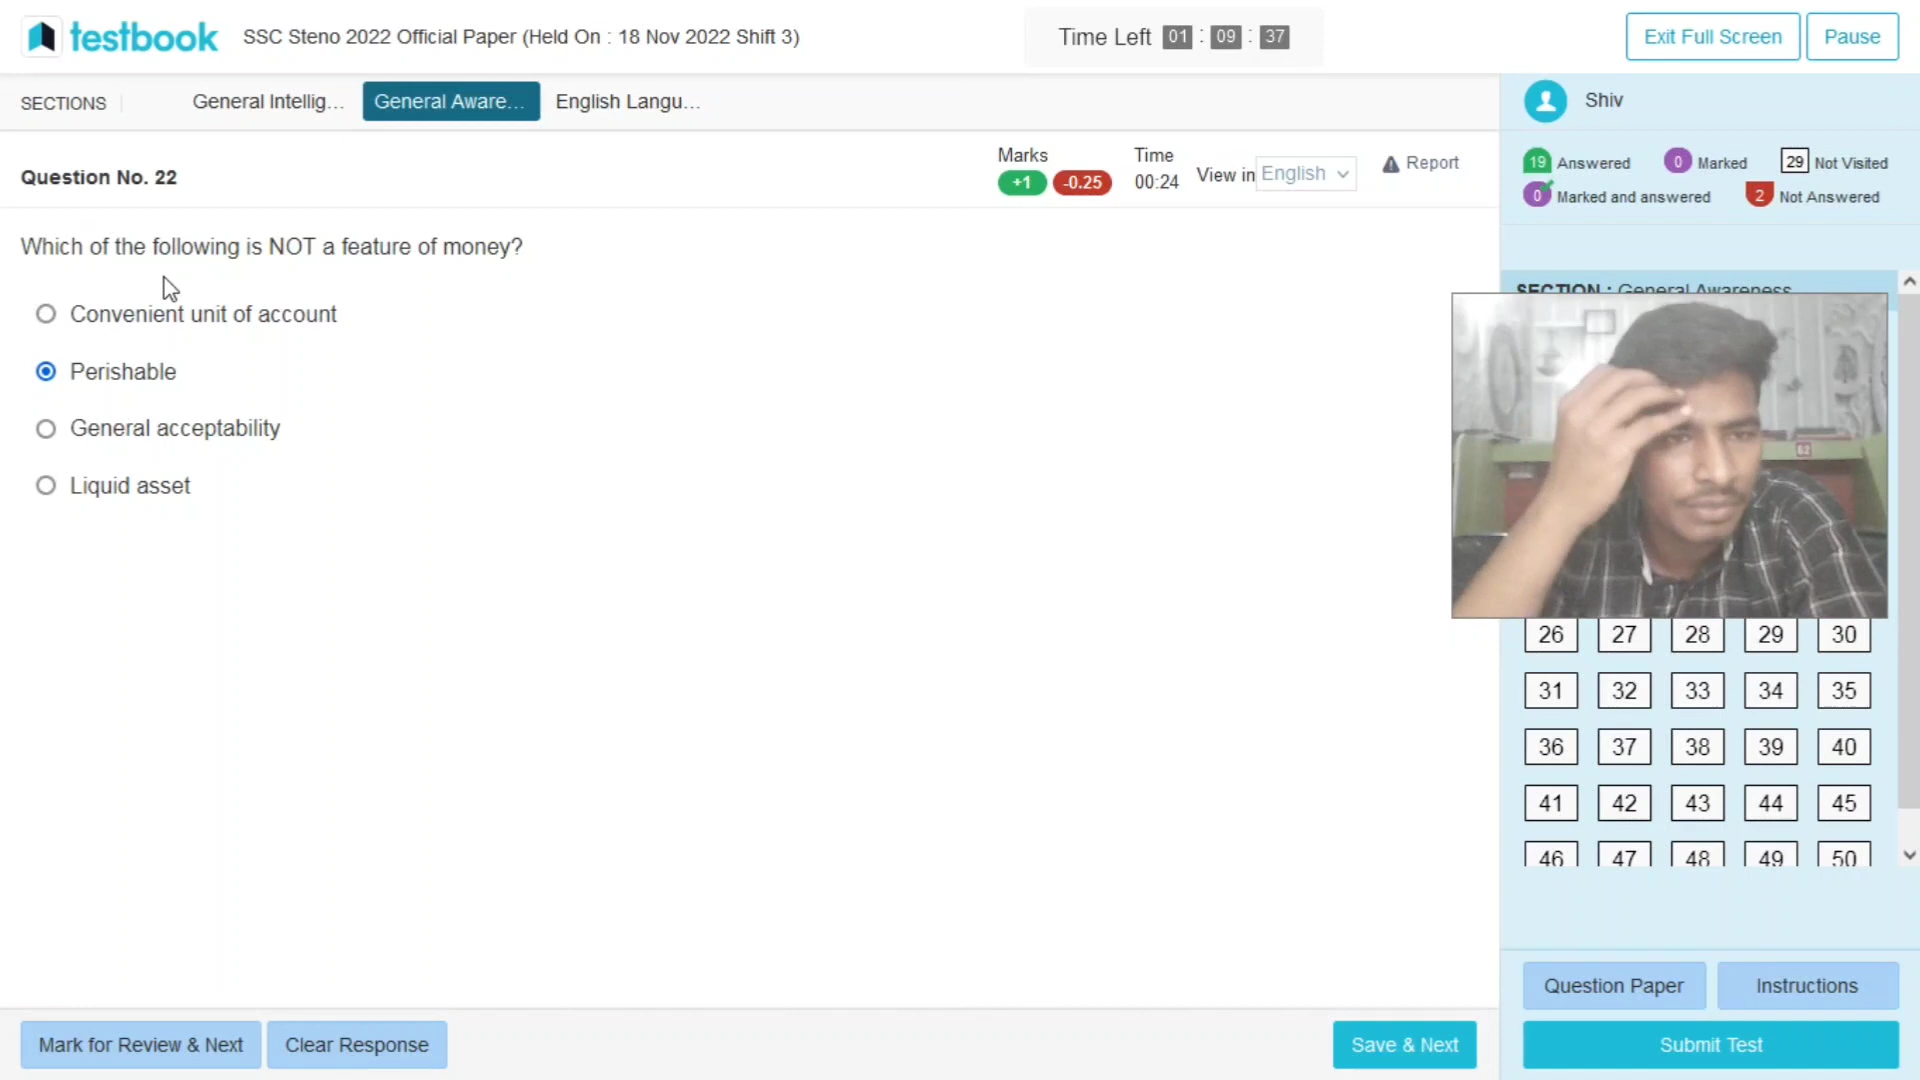 testbook
SSC Steno 2022 Official Paper (Held On : 18 Nov 2022 Shift 3)
Time Left 01 : 09 : 37
Exit Full Screen
Pause
SECTIONS
General Intellig...
General Aware...
English Langu...
Shiv
Question No. 22
Marks
+1
-0.25
Time
00:24
View in English
Report
19 Answered
0 Marked
29 Not Visited
0 Marked and answered
2 Not Answered
Which of the following is NOT a feature of money?
Convenient unit of account
Perishable
General acceptability
Liquid asset
SECTION : General Awareness
26 27 28 29 30
31 32 33 34 35
36 37 38 39 40
41 42 43 44 45
46 47 48 49 50
Question Paper
Instructions
Mark for Review & Next
Clear Response
Save & Next
Submit Test